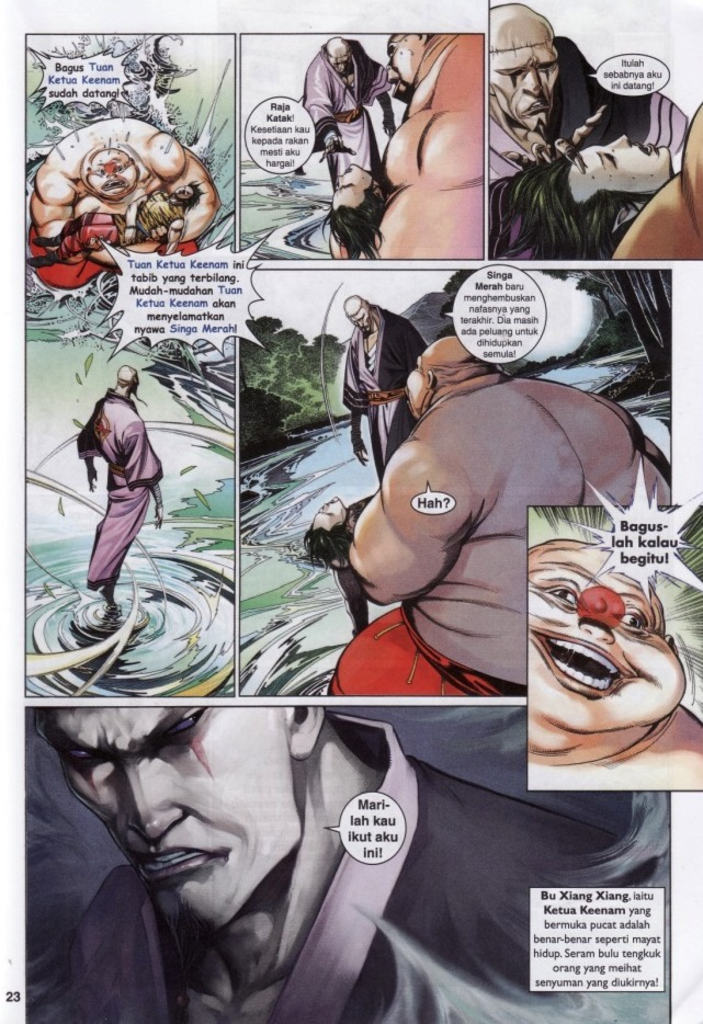 Bagus Tuan
Ketua Keenam
sudah datang!
Raja
Katak!
Kesetiaan kau
kepada rakan
mesti aku
hargai!
Itulah
sebabnya aku
ini datang!
Tuan Ketua Keenam ini
tabib yang terbilang.
Mudah-mudahan Tuan
Ketua Keenam akan
menyelamatkan
nyawa Singa Merah!
Singa
Merah baru
menghembuskan
nafasnya yang
terakhir. Dia masih
ada peluang untuk
dihidupkan
semula!
Hah?
Bagus-
lah kalau
begitu!
Mari-
lah kau
ikut aku
ini!
Bu Xiang Xiang, iaitu
Ketua Keenam yang
bermuka pucat adalah
benar-benar seperti mayat
hidup. Seram bulu tengkuk
orang yang meihat
senyuman yang diukirnya!
23